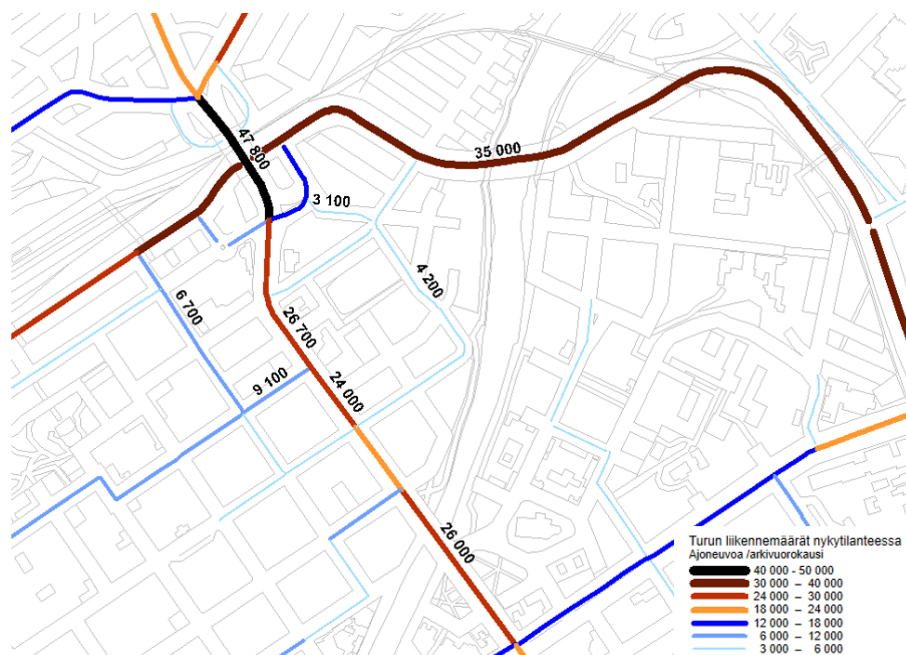 47 800
35 000
3 100
4 200
6 700
26 700
24 000
9 100
26 000
Turun liikennemäärät nykytilanteessa
Ajoneuvoa /arkivuorokausi
40 000 - 50 000
30 000 – 40 000
24 000 – 30 000
18 000 – 24 000
12 000 – 18 000
6 000 – 12 000
3 000 – 6 000